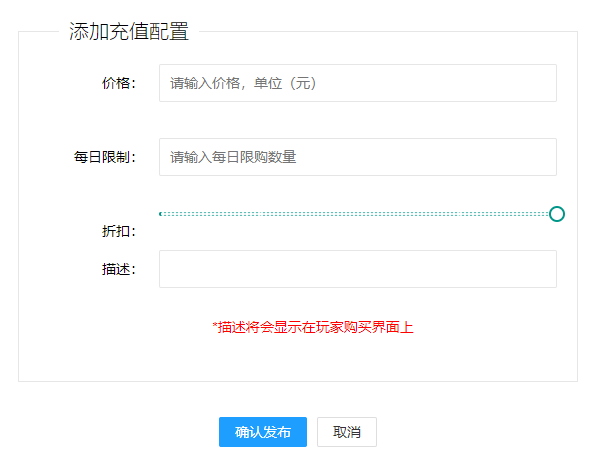 添加充值配置
价格： 请输入价格，单位（元）
每日限制： 请输入每日限购数量
折扣：
描述：
*描述将会显示在玩家购买界面上
确认发布 取消